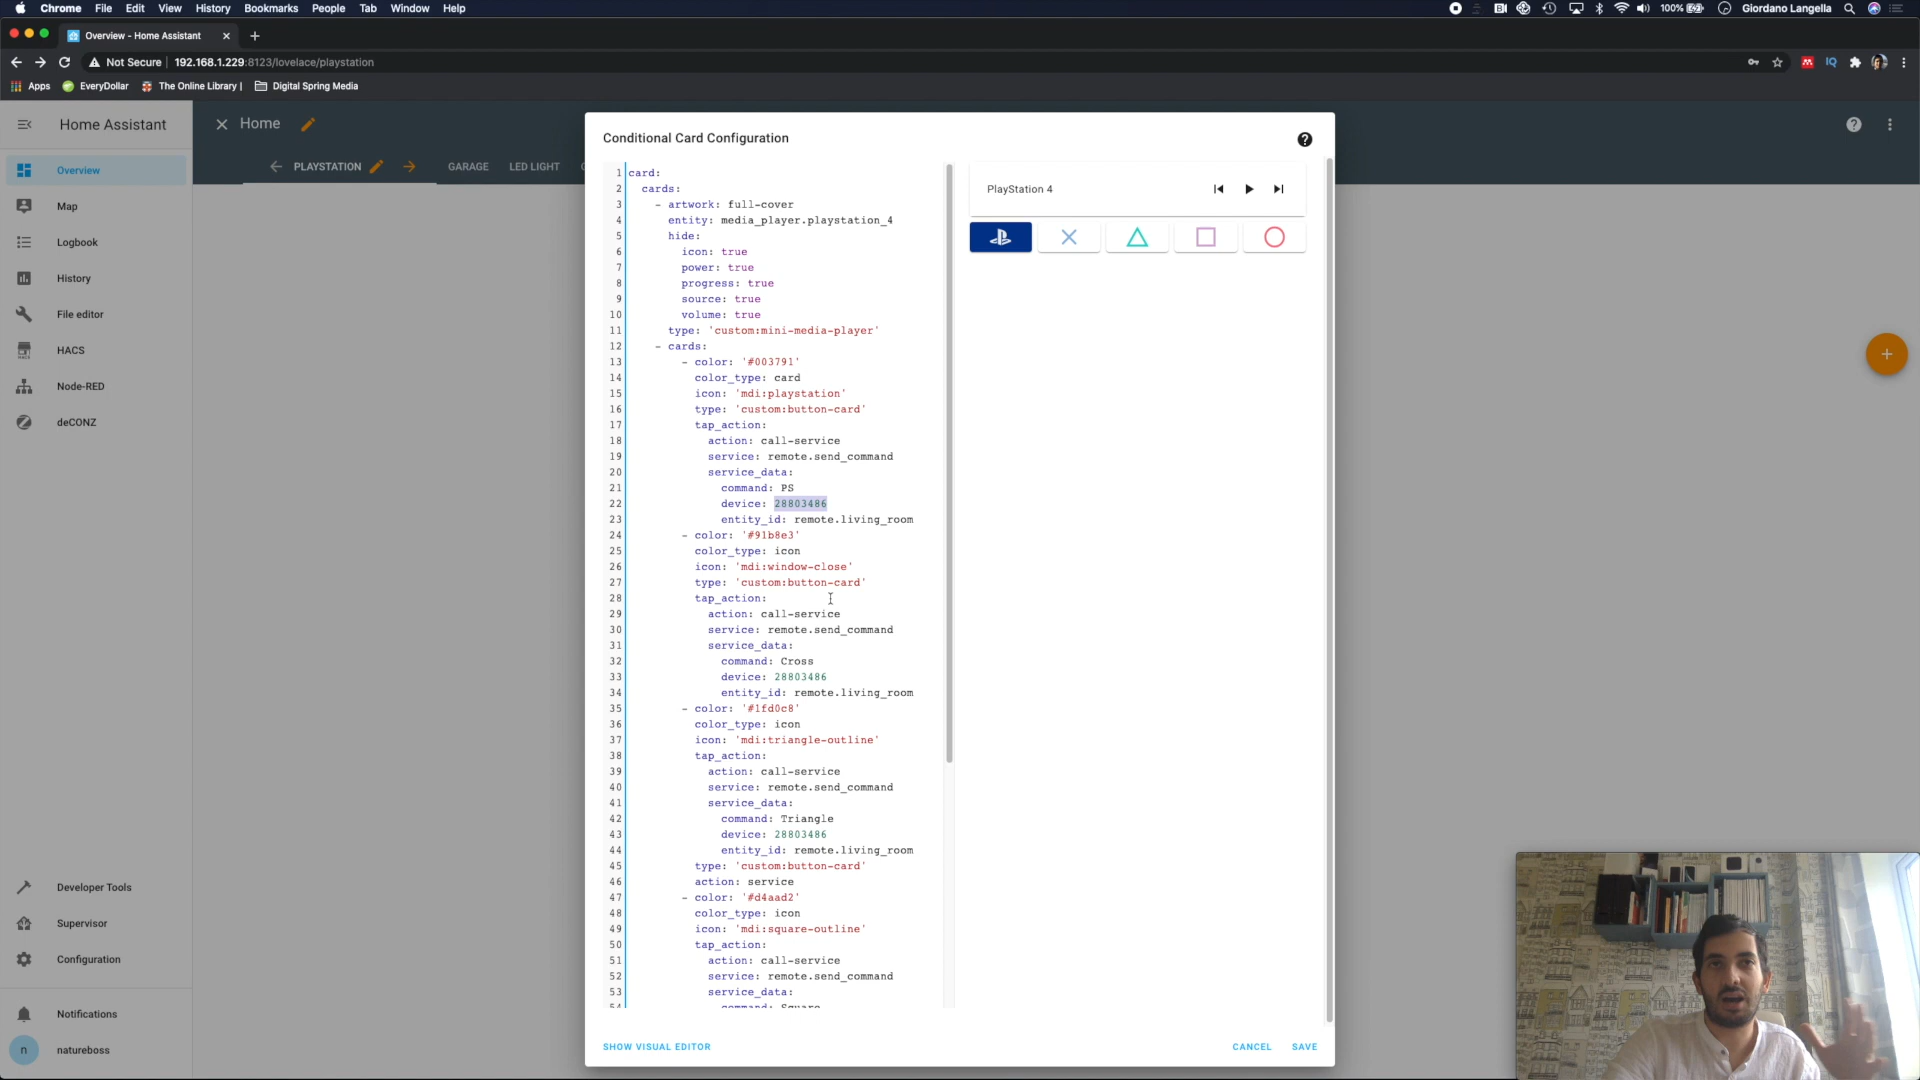 Chrome File Edit View History Bookmarks People Tab Window Help
100% Giordano Langella
Overview - Home Assistant
Not Secure 192.168.1.229:8123/lovelace/playstation
Apps EveryDollar The Online Library | Digital Spring Media
Home Assistant
Home
Overview
PLAYSTATION GARAGE LED LIGHT
Map
Logbook
History
File editor
HACS
Node-RED
deCONZ
Developer Tools
Supervisor
Configuration
Notifications
n natureboss
Conditional Card Configuration
1 card:
2 cards:
3 - artwork: full-cover
4 entity: media_player.playstation_4
5 hide:
6 icon: true
7 power: true
8 progress: true
9 source: true
10 volume: true
11 type: 'custom:mini-media-player'
12 - cards:
13 - color: '#003791'
14 color_type: card
15 icon: 'mdi:playstation'
16 type: 'custom:button-card'
17 tap_action:
18 action: call-service
19 service: remote.send_command
20 service_data:
21 command: PS
22 device: 28803486
23 entity_id: remote.living_room
24 - color: '#91b8e3'
25 color_type: icon
26 icon: 'mdi:window-close'
27 type: 'custom:button-card'
28 tap_action:
29 action: call-service
30 service: remote.send_command
31 service_data:
32 command: Cross
33 device: 28803486
34 entity_id: remote.living_room
35 - color: '#1fd0c8'
36 color_type: icon
37 icon: 'mdi:triangle-outline'
38 tap_action:
39 action: call-service
40 service: remote.send_command
41 service_data:
42 command: Triangle
43 device: 28803486
44 entity_id: remote.living_room
45 type: 'custom:button-card'
46 action: service
47 - color: '#d4aad2'
48 color_type: icon
49 icon: 'mdi:square-outline'
50 tap_action:
51 action: call-service
52 service: remote.send_command
53 service_data:
54 command: Square
PlayStation 4
SHOW VISUAL EDITOR
CANCEL SAVE